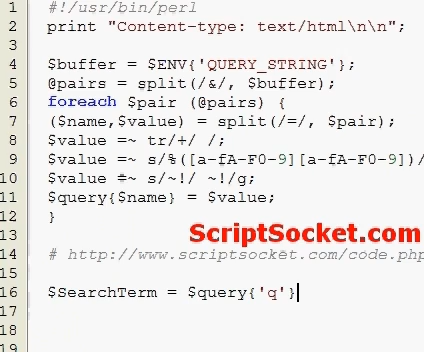 1 #!/usr/bin/perl
2 print "Content-type: text/html\n\n";
3
4 $buffer = $ENV{'QUERY_STRING'};
5 @pairs = split(/&/, $buffer);
6 foreach $pair (@pairs) {
7 ($name,$value) = split(/=/, $pair);
8 $value =~ tr/+/ /;
9 $value =~ s/%([a-fA-F0-9][a-fA-F0-9])/
10 $value =~ s/~!/ ~!/g;
11 $query{$name} = $value;
12 }
ScriptSocket.com
13
14 # http://www.scriptsocket.com/code.php
15
16 $SearchTerm = $query{'q'}
17
18
19